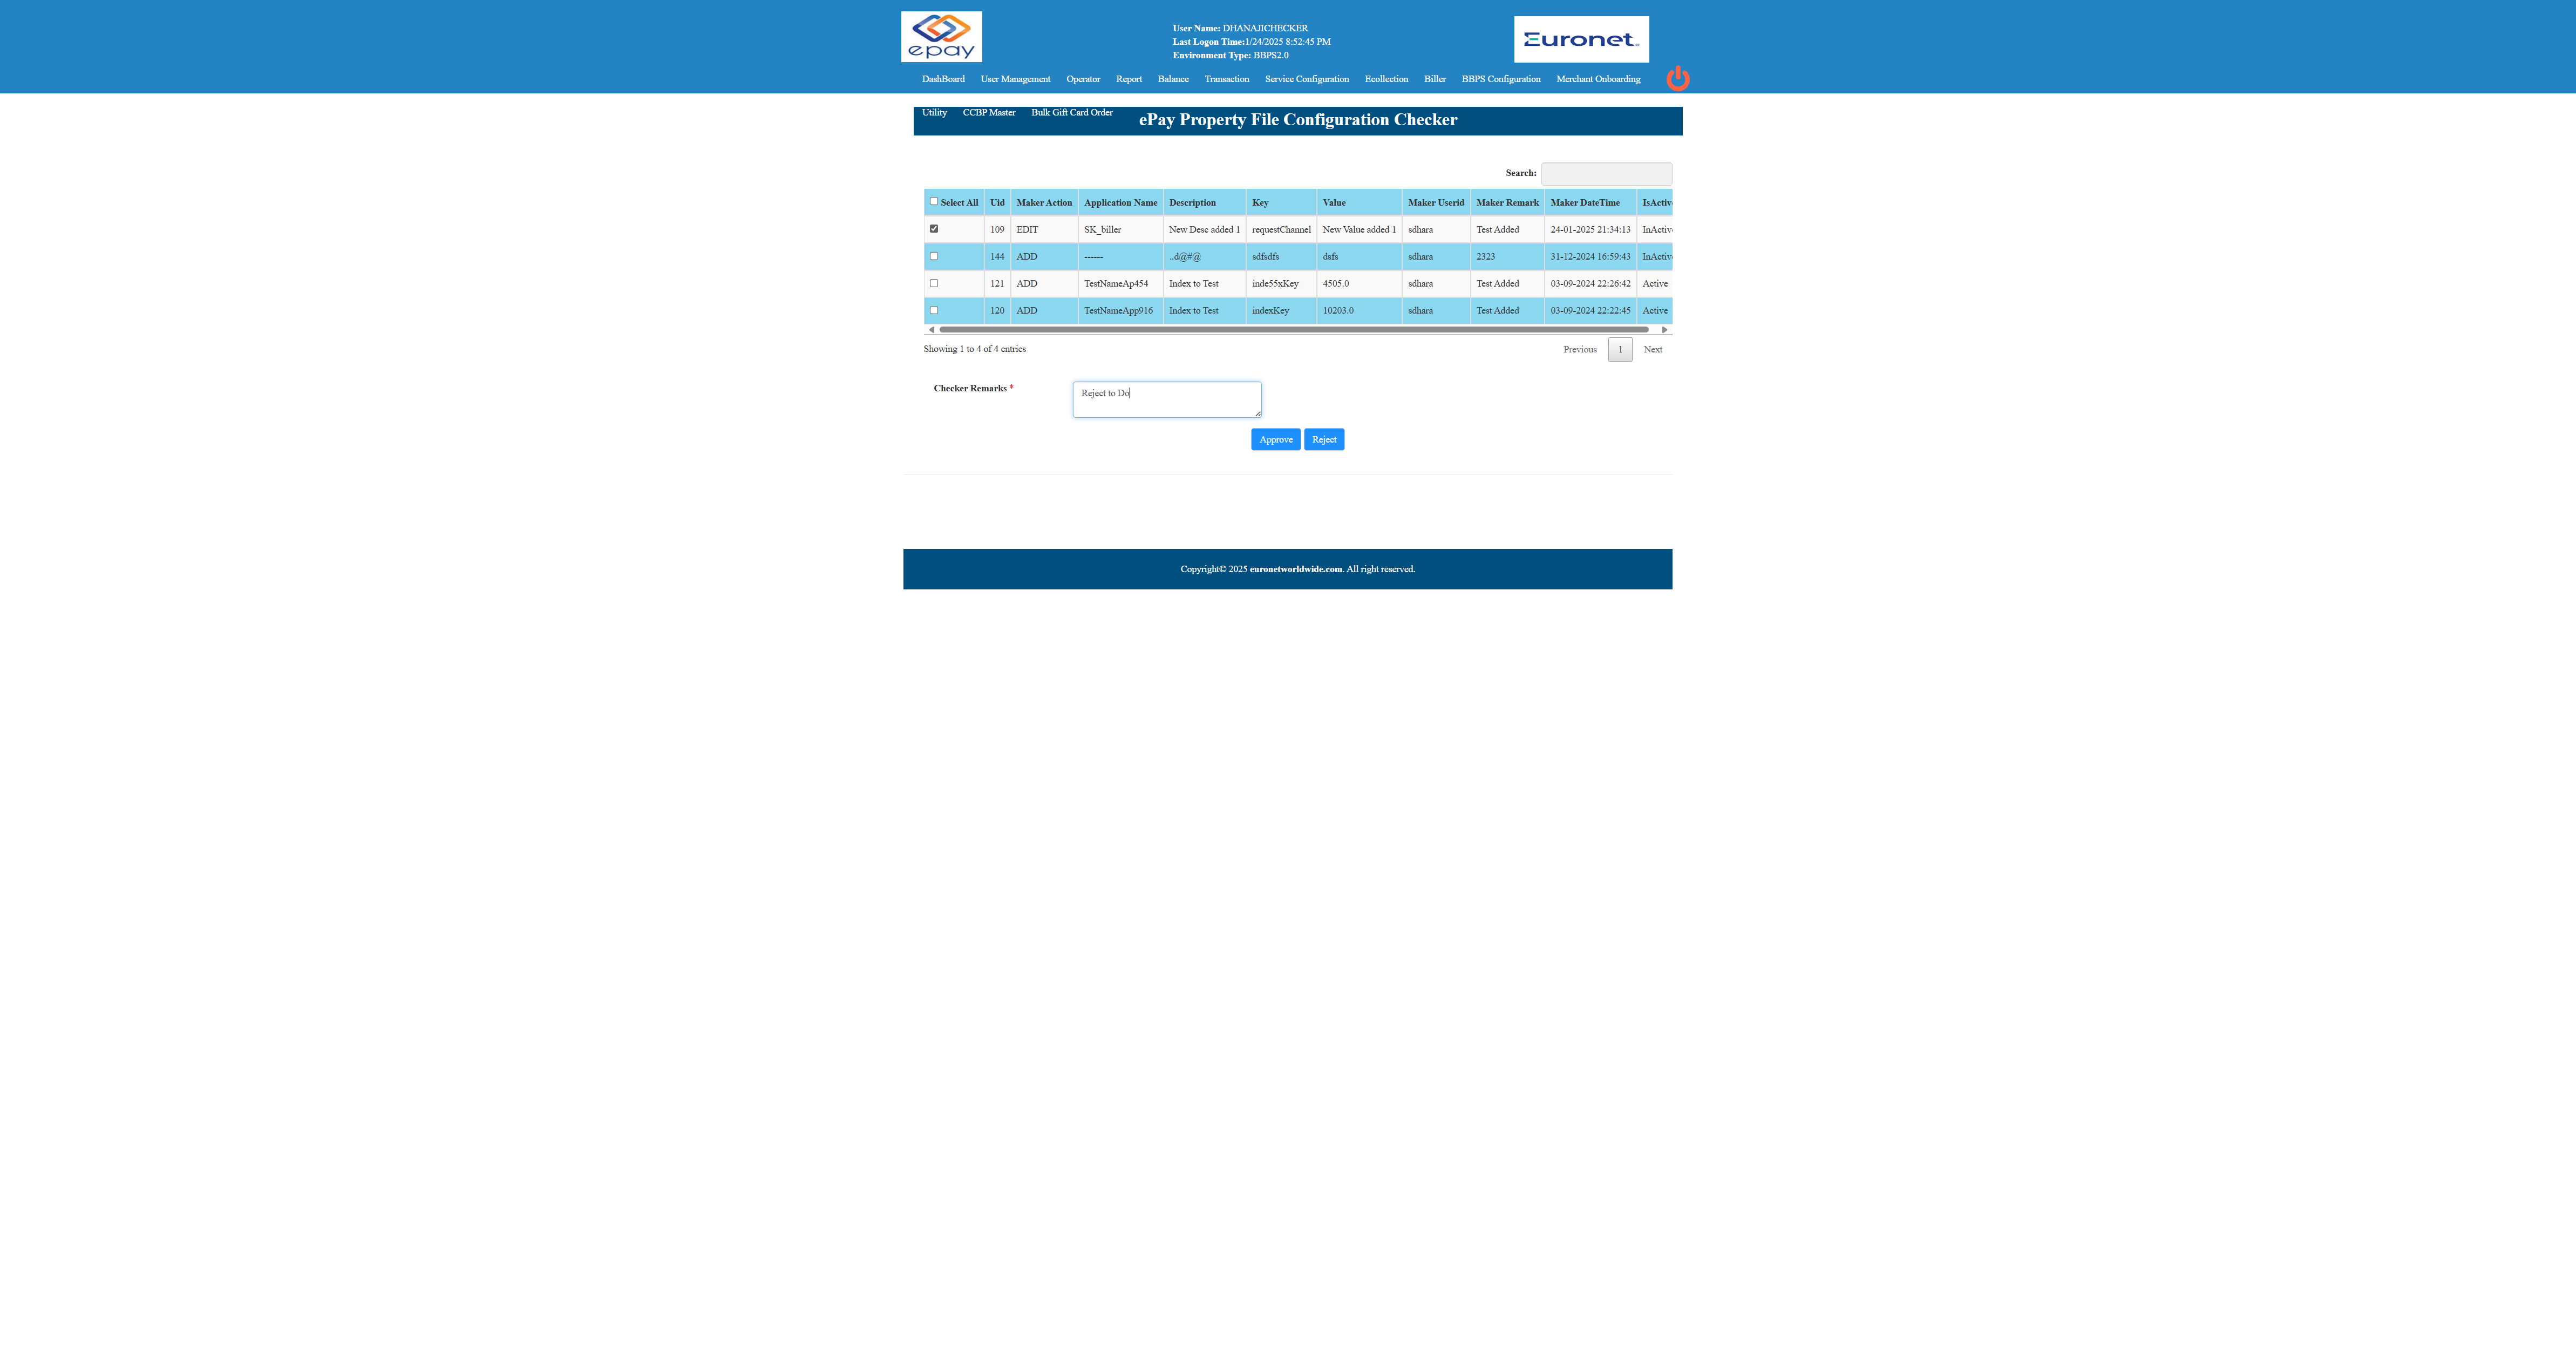 epay
User Name: DHANAJICHECKER
Last Logon Time:1/24/2025 8:52:45 PM
Environment Type: BBPS2.0
Euronet
DashBoard User Management Operator Report Balance Transaction Service Configuration Ecollection Biller BBPS Configuration Merchant Onboarding
Utility CCBP Master Bulk Gift Card Order
ePay Property File Configuration Checker
Search:
Select All Uid Maker Action Application Name Description Key Value Maker Userid Maker Remark Maker DateTime IsActiv
109 EDIT SK_biller New Desc added 1 requestChannel New Value added 1 sdhara Test Added 24-01-2025 21:34:13 InActiv
144 ADD ------ ..d@#@ sdfsdfs dsfs sdhara 2323 31-12-2024 16:59:43 InActiv
121 ADD TestNameAp454 Index to Test inde55xKey 4505.0 sdhara Test Added 03-09-2024 22:26:42 Active
120 ADD TestNameApp916 Index to Test indexKey 10203.0 sdhara Test Added 03-09-2024 22:22:45 Active
Showing 1 to 4 of 4 entries
Previous 1 Next
Checker Remarks *
Reject to Do
Approve Reject
Copyright© 2025 euronetworldwide.com. All right reserved.